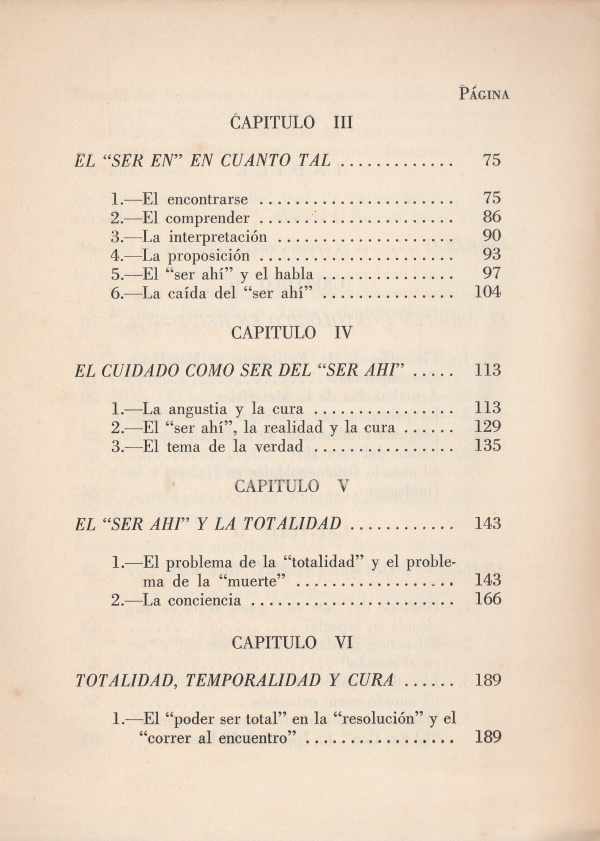 PÁGINA
CAPITULO III
EL “SER EN” EN CUANTO TAL ............. 75
1.—El encontrarse ...................... 75
2.—El comprender ...................... 86
3.—La interpretación .................... 90
4.—La proposición ...................... 93
5.—El “ser ahí” y el habla ............... 97
6.—La caída del “ser ahí” ............... 104
CAPITULO IV
EL CUIDADO COMO SER DEL “SER AHI” ..... 113
1.—La angustia y la cura ................ 113
2.—El “ser ahí”, la realidad y la cura ...... 129
3.—El tema de la verdad ................ 135
CAPITULO V
EL “SER AHI” Y LA TOTALIDAD ............ 143
1.—El problema de la “totalidad” y el proble-
ma de la “muerte” .................. 143
2.—La conciencia ....................... 166
CAPITULO VI
TOTALIDAD, TEMPORALIDAD Y CURA ...... 189
1.—El “poder ser total” en la “resolución” y el
“correr al encuentro” ................. 189